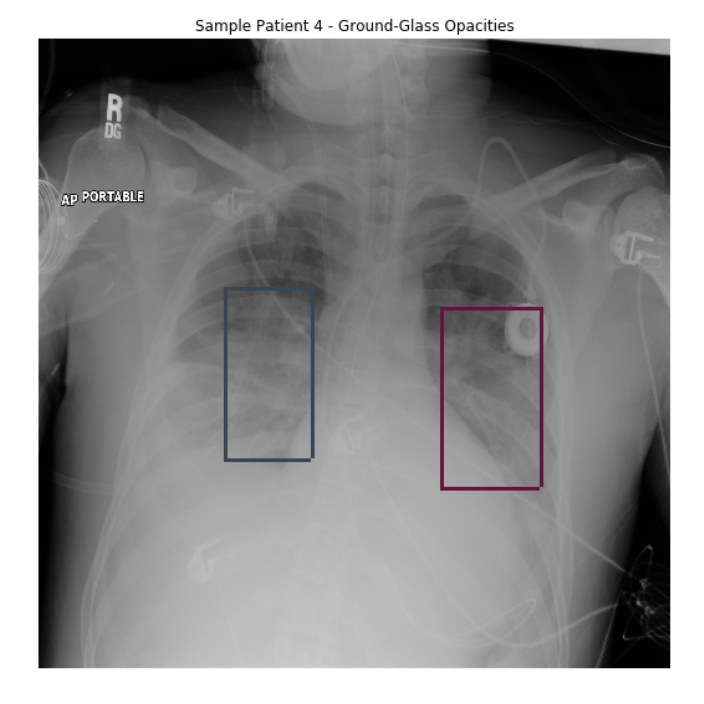 Sample Patient 4 - Ground-Glass Opacities
R
DG
AP PORTABLE